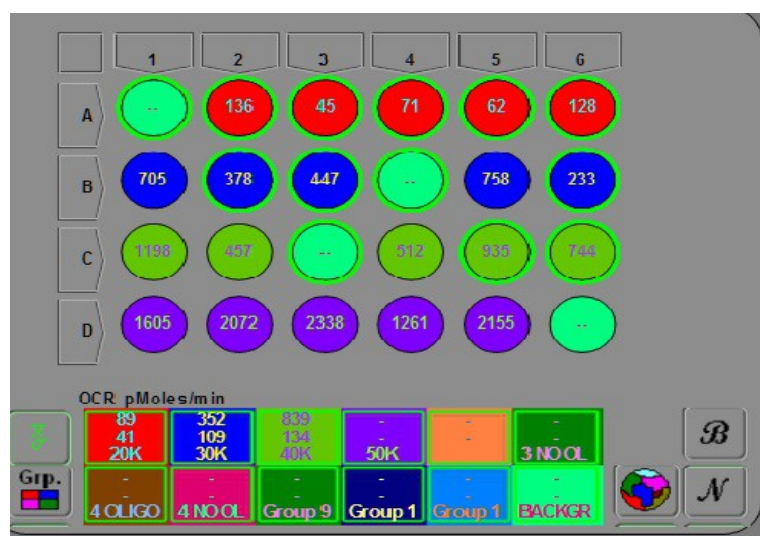 1 2 3 4 5 6
A -- 136 45 71 62 128
B 705 378 447 -- 758 233
C 1198 457 -- 512 935 744
D 1605 2072 2338 1261 2155 --
OCR: pMoles/min
89 352 839 - - -
41 109 134 - - -
20K 30K 40K 50K 3 NO OL
Grp.
- - - - - -
- - - - - -
4 OLIGO 4 NO OL Group 9 Group 1 Group 1 BACKGR
B
N